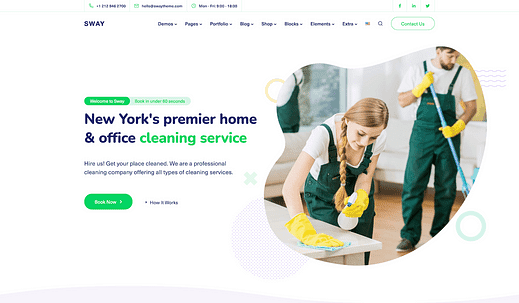 +1 212 946 2700
hello@swaytheme.com
Mon - Fri: 9:00 - 18:00
SWAY
Demos
Pages
Portfolio
Blog
Shop
Blocks
Elements
Extra
Contact Us
Welcome to Sway
Book in under 60 seconds
New York's premier home
& office cleaning service
Hire us! Get your place cleaned. We are a professional
cleaning company offering all types of cleaning services.
Book Now
+ How It Works